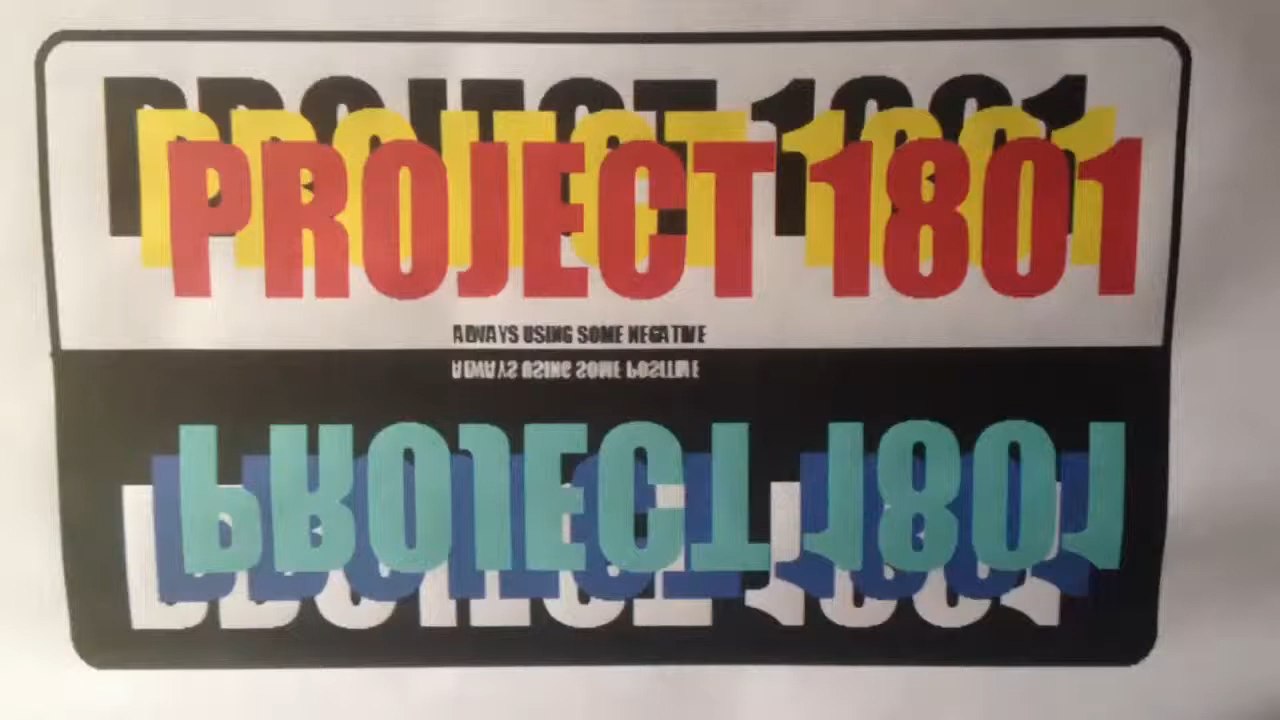 PROJECT 1801
ALWAYS USING SOME NEGATIVE
ALWAYS USING SOME POSITIVE
PROJECT 1801